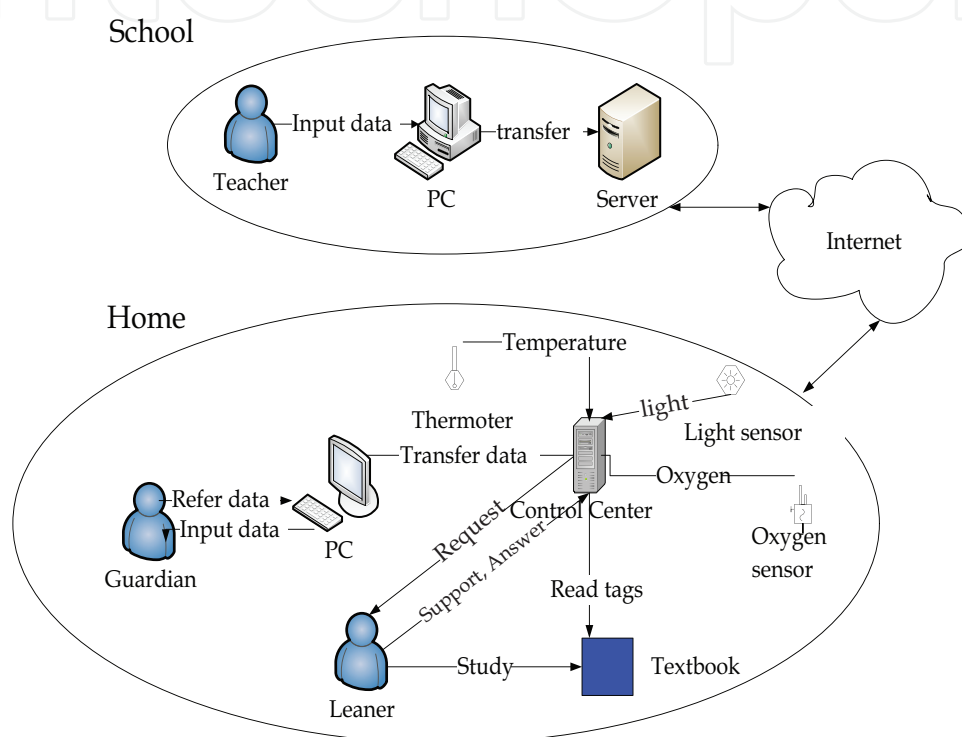 School
Input data
transfer
Teacher
PC
Server
Internet
Home
Temperature
light
Thermoter
Light sensor
Transfer data
Oxygen
Refer data
Input data
Control Center
PC
Request
Support, Answer
Oxygen
sensor
Guardian
Read tags
Study
Textbook
Leaner